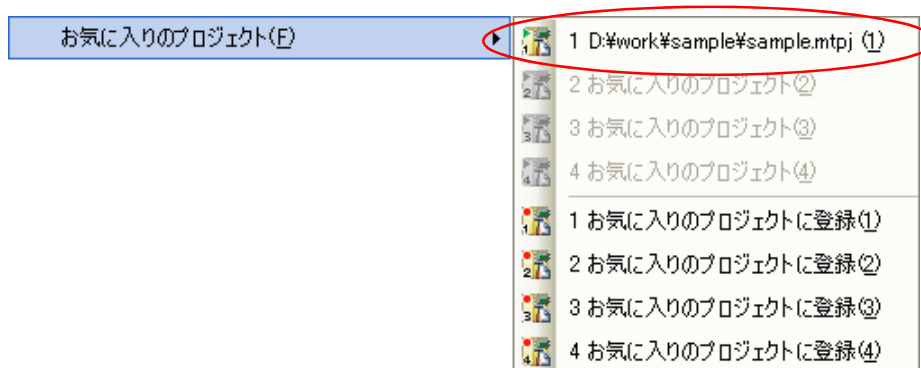 お気に入りのプロジェクト(F)
1 D:¥work¥sample¥sample.mtpj (1)
2 お気に入りのプロジェクト(2)
3 お気に入りのプロジェクト(3)
4 お気に入りのプロジェクト(4)
1 お気に入りのプロジェクトに登録(1)
2 お気に入りのプロジェクトに登録(2)
3 お気に入りのプロジェクトに登録(3)
4 お気に入りのプロジェクトに登録(4)